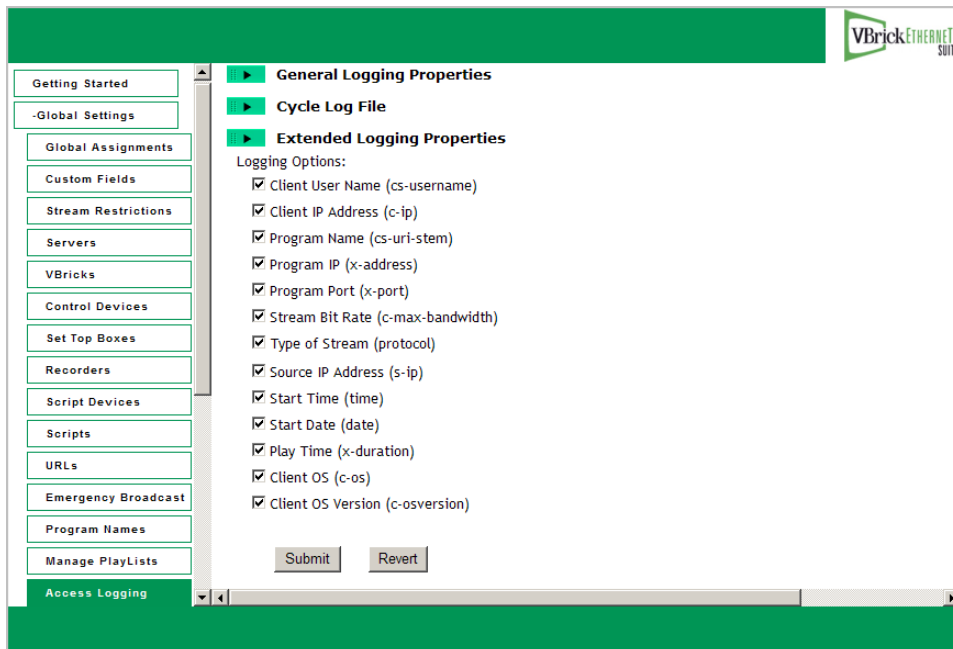 VBrick ETHERNET
SUIT
Getting Started
-Global Settings
Global Assignments
Custom Fields
Stream Restrictions
Servers
VBricks
Control Devices
Set Top Boxes
Recorders
Script Devices
Scripts
URLs
Emergency Broadcast
Program Names
Manage PlayLists
Access Logging
General Logging Properties
Cycle Log File
Extended Logging Properties
Logging Options:
Client User Name (cs-username)
Client IP Address (c-ip)
Program Name (cs-uri-stem)
Program IP (x-address)
Program Port (x-port)
Stream Bit Rate (c-max-bandwidth)
Type of Stream (protocol)
Source IP Address (s-ip)
Start Time (time)
Start Date (date)
Play Time (x-duration)
Client OS (c-os)
Client OS Version (c-osversion)
Submit Revert